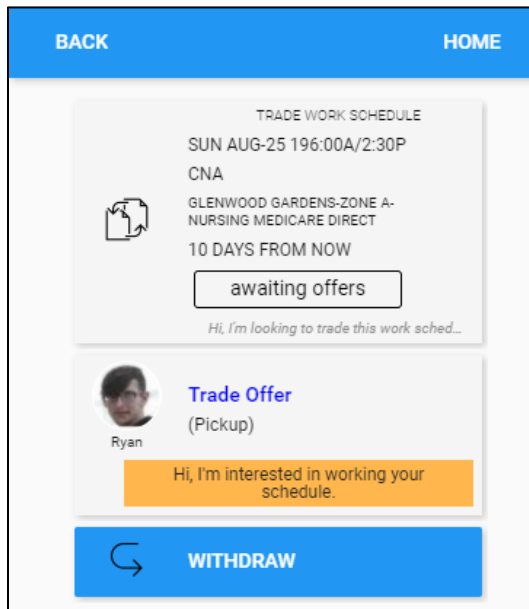 BACK HOME
TRADE WORK SCHEDULE
SUN AUG-25 196:00A/2:30P
CNA
GLENWOOD GARDENS-ZONE A-
NURSING MEDICARE DIRECT
10 DAYS FROM NOW
awaiting offers
Hi, I'm looking to trade this work sched...
Trade Offer
(Pickup)
Ryan
Hi, I'm interested in working your
schedule.
WITHDRAW